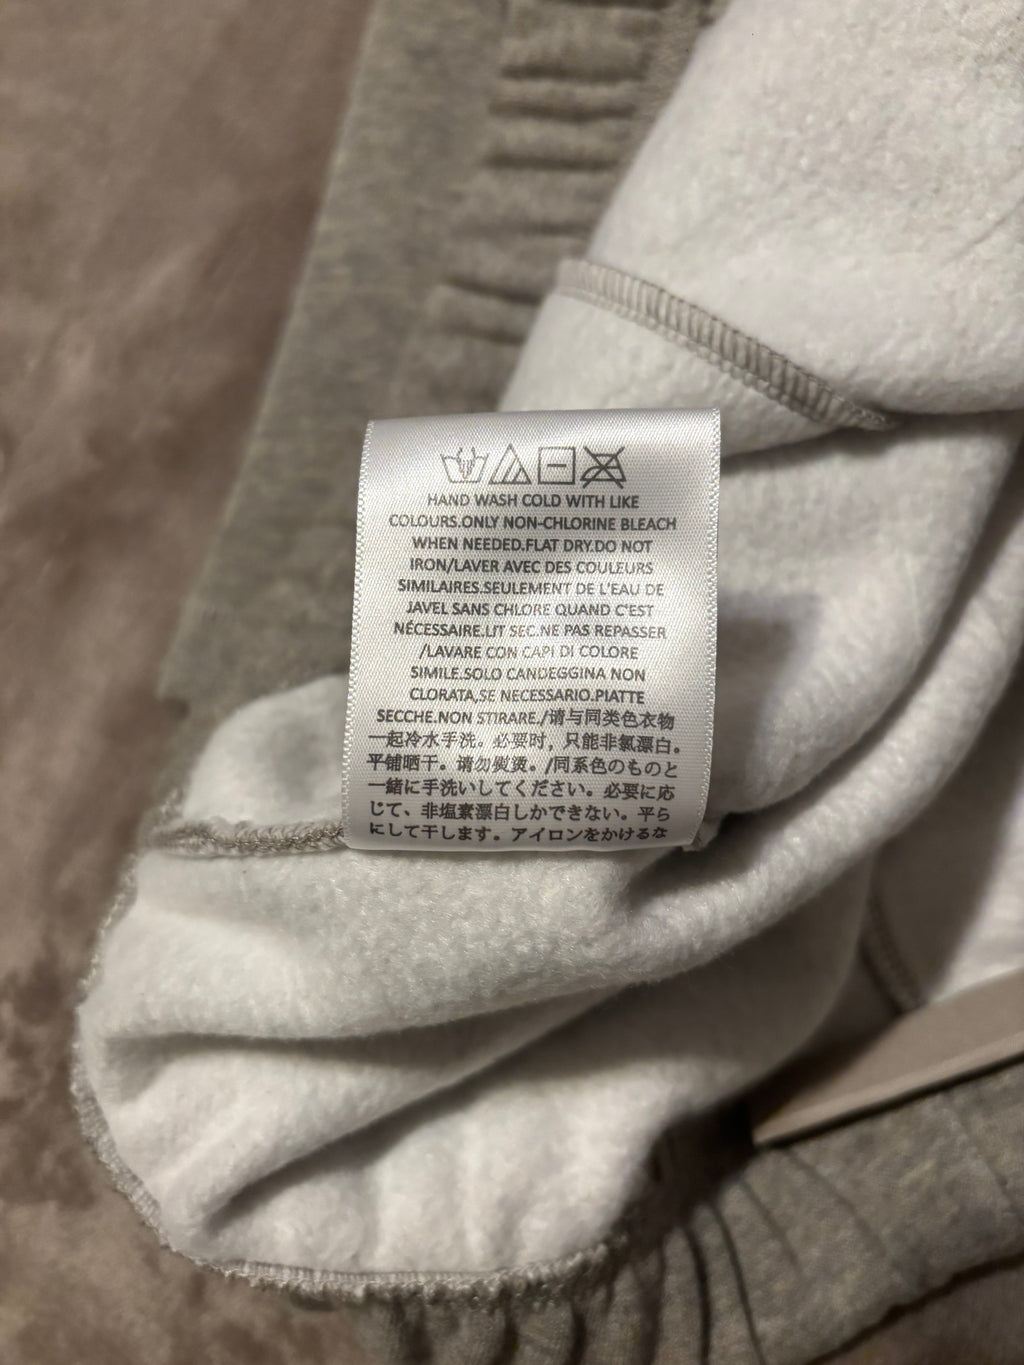 HAND WASH COLD WITH LIKE
COLOURS.ONLY NON-CHLORINE BLEACH
WHEN NEEDED.FLAT DRY.DO NOT
IRON/LAVER AVEC DES COULEURS
SIMILAIRES.SEULEMENT DE L'EAU DE
JAVEL SANS CHLORE QUAND C'EST
NÉCESSAIRE.LIT SEC.NE PAS REPASSER
/LAVARE CON CAPI DI COLORE
SIMILE.SOLO CANDEGGINA NON
CLORATA,SE NECESSARIO.PIATTE
SECCHE.NON STIRARE./请与同类色衣物
一起冷水手洗。必要时，只能非氯漂白。
平铺晒干。请勿熨烫。/同系色のものと
一緒に手洗いしてください。必要に応
じて、非塩素漂白しかできない。平ら
にして干します。アイロンをかけるな